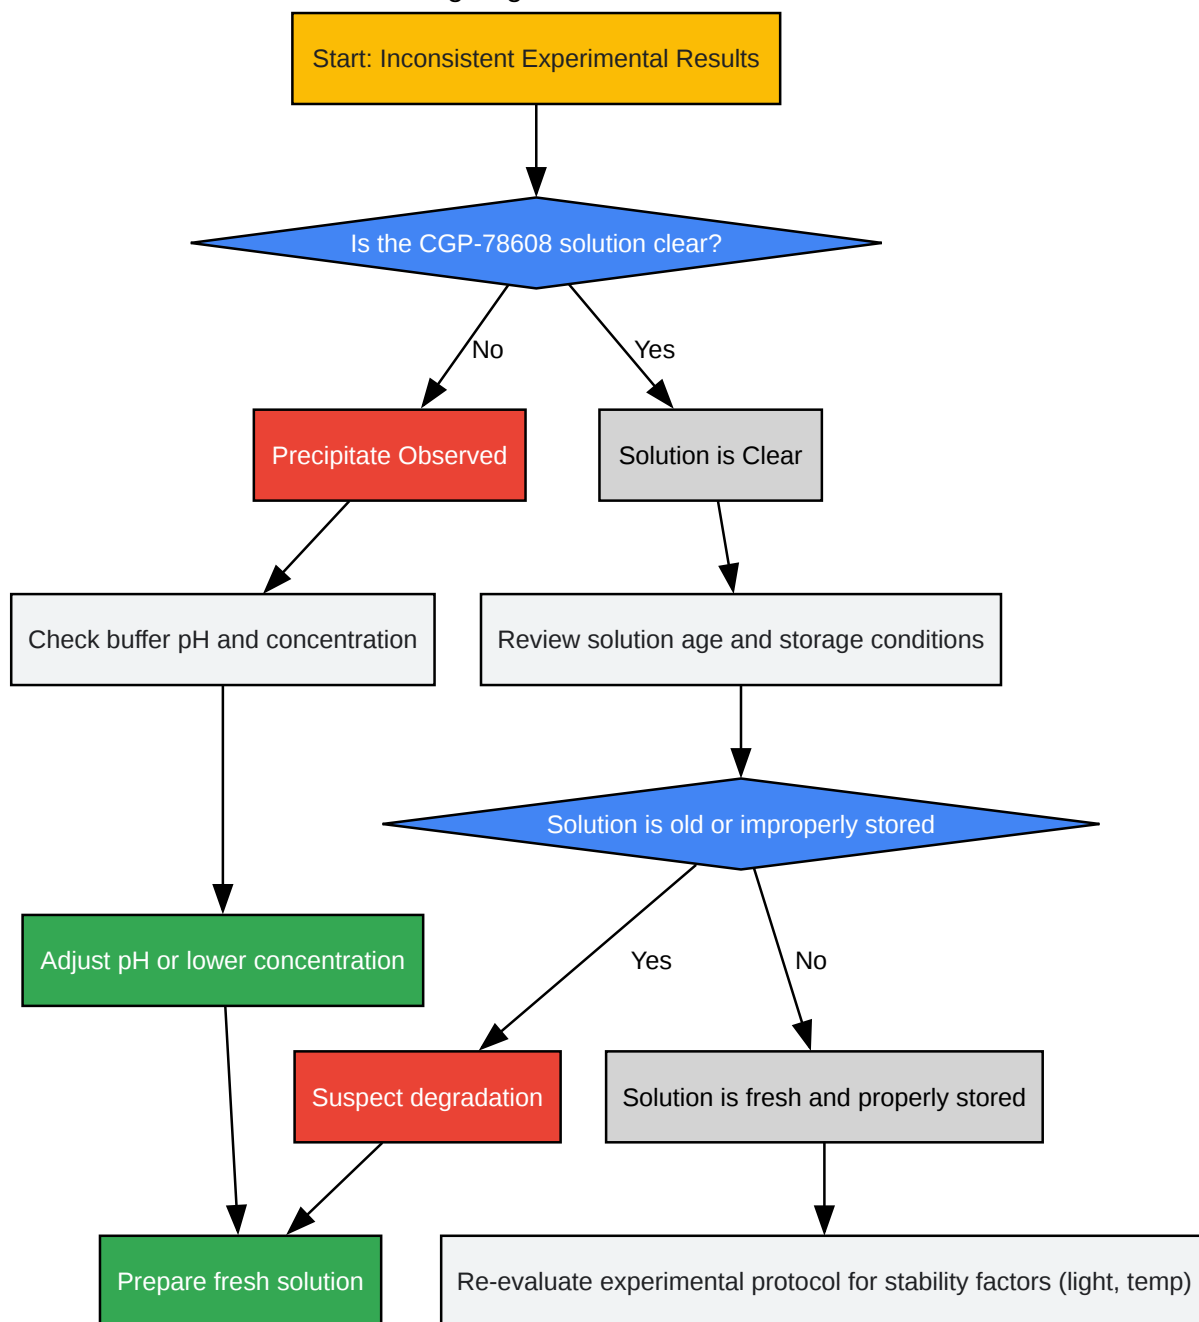 Start: Inconsistent Experimental Results
Is the CGP-78608 solution clear?
No
Yes
Precipitate Observed
Solution is Clear
Check buffer pH and concentration
Review solution age and storage conditions
Solution is old or improperly stored
Adjust pH or lower concentration
Yes
No
Suspect degradation
Solution is fresh and properly stored
Prepare fresh solution
Re-evaluate experimental protocol for stability factors (light, temp)